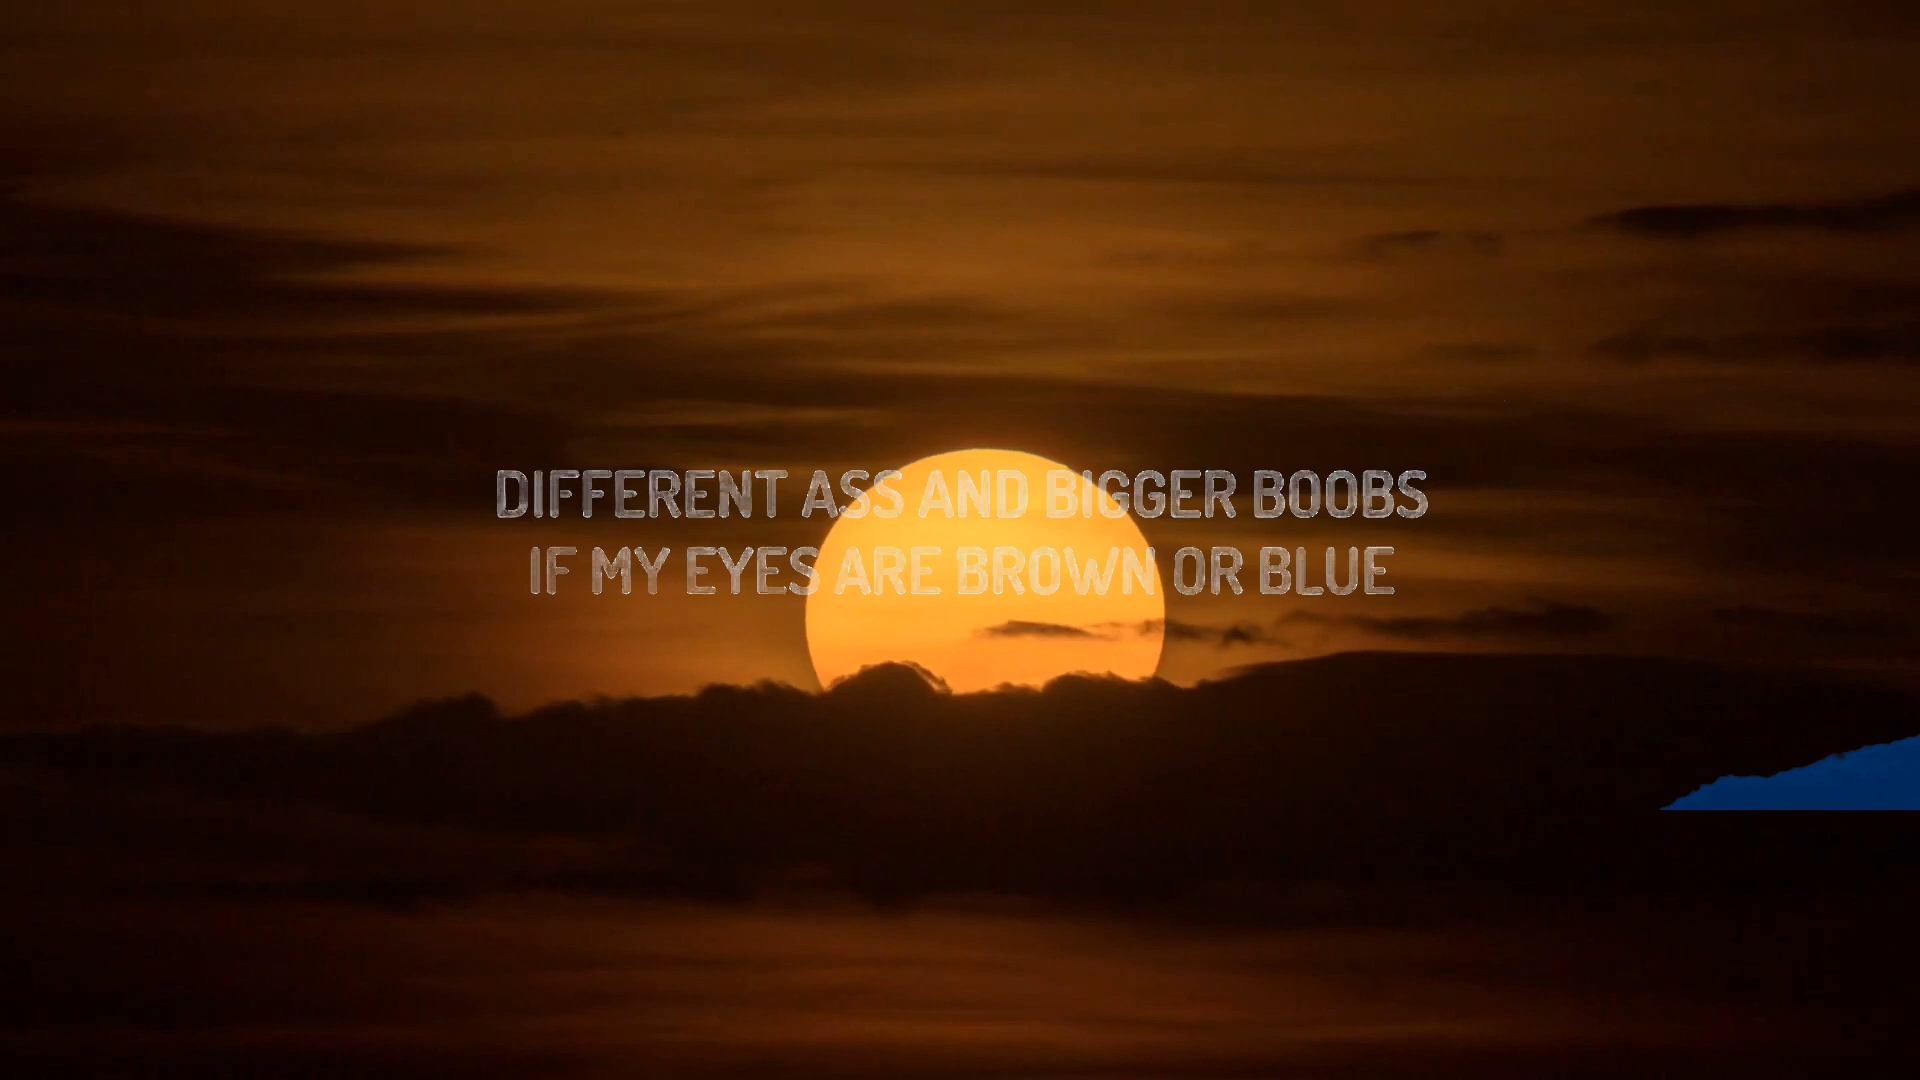 DIFFERENT ASS AND BIGGER BOOBS
IF MY EYES ARE BROWN OR BLUE